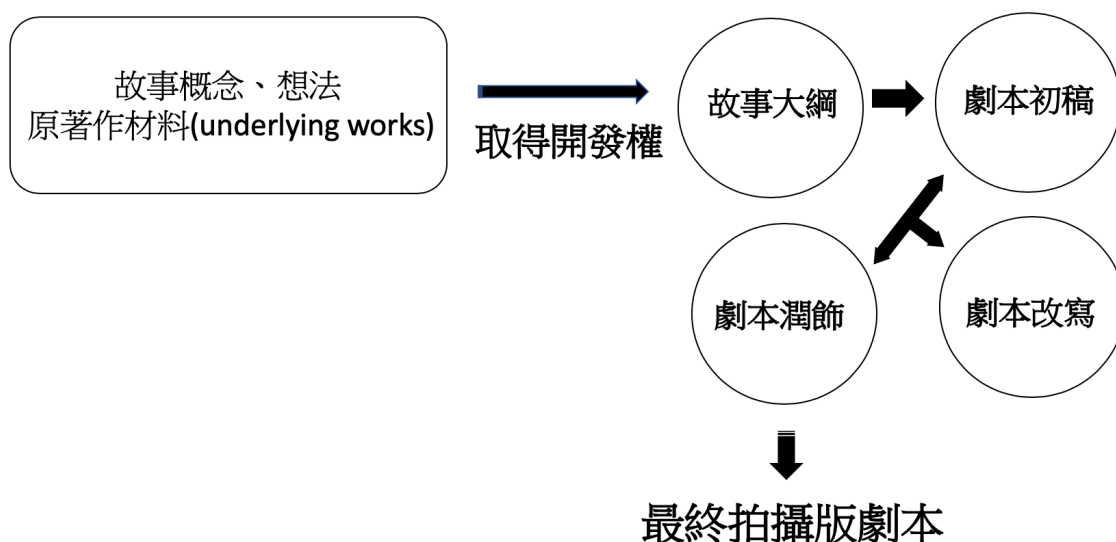 故事概念、想法
原著作材料(underlying works)
取得開發權
故事大綱
劇本初稿
劇本潤飾
劇本改寫
最終拍攝版劇本